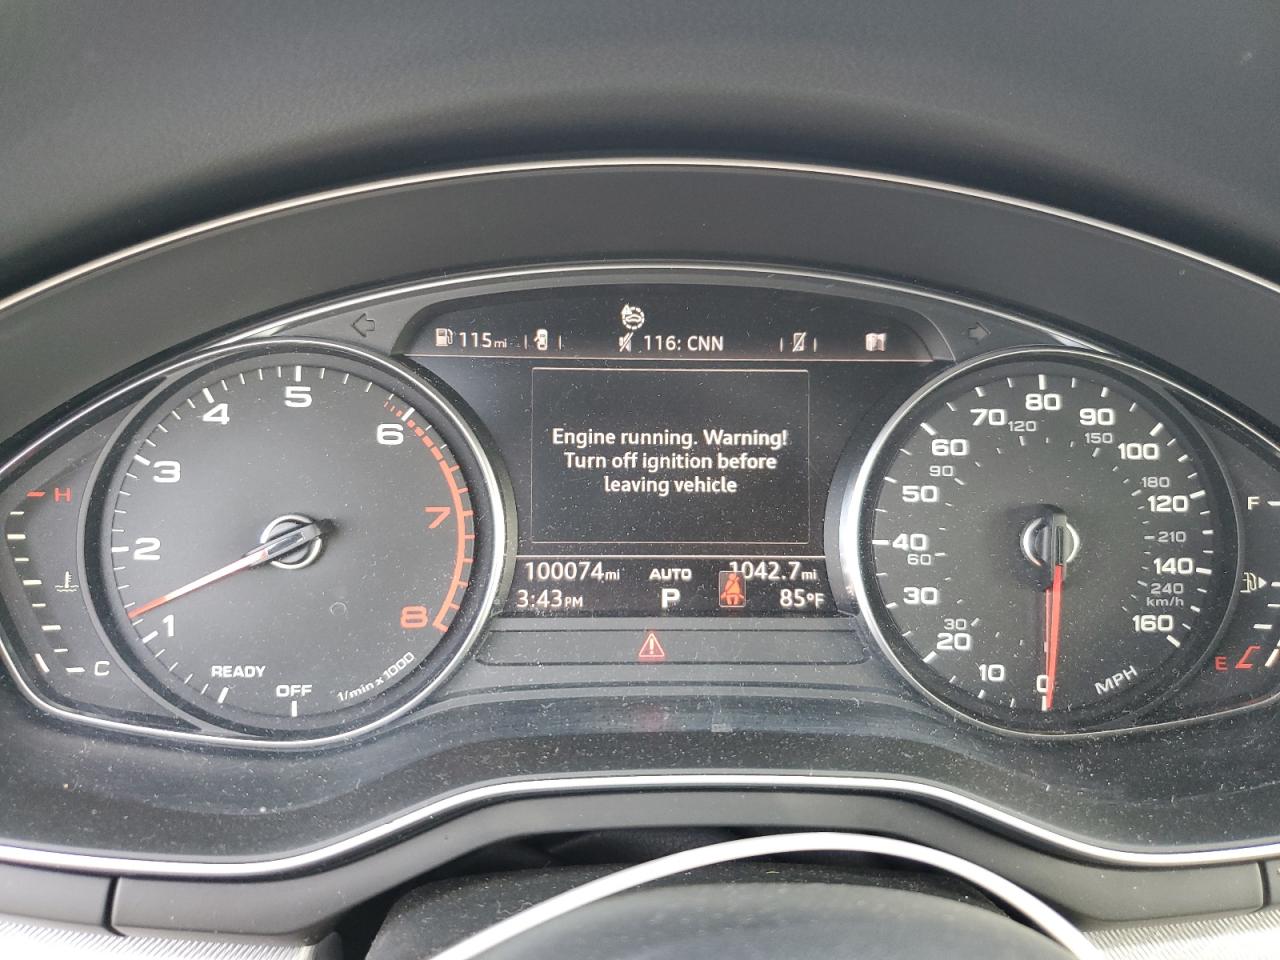 115mi
116: CNN
Engine running. Warning!
Turn off ignition before
leaving vehicle
100074mi AUTO 1042.7mi
3:43PM P 85°F
H
C
1
2
3
4
5
6
7
8
READY
OFF
1/min x 1000
0
10
20
30
40
50
60
70
80
90
100
120
140
160
30
60
90
120
150
180
210
240
km/h
MPH
F
E